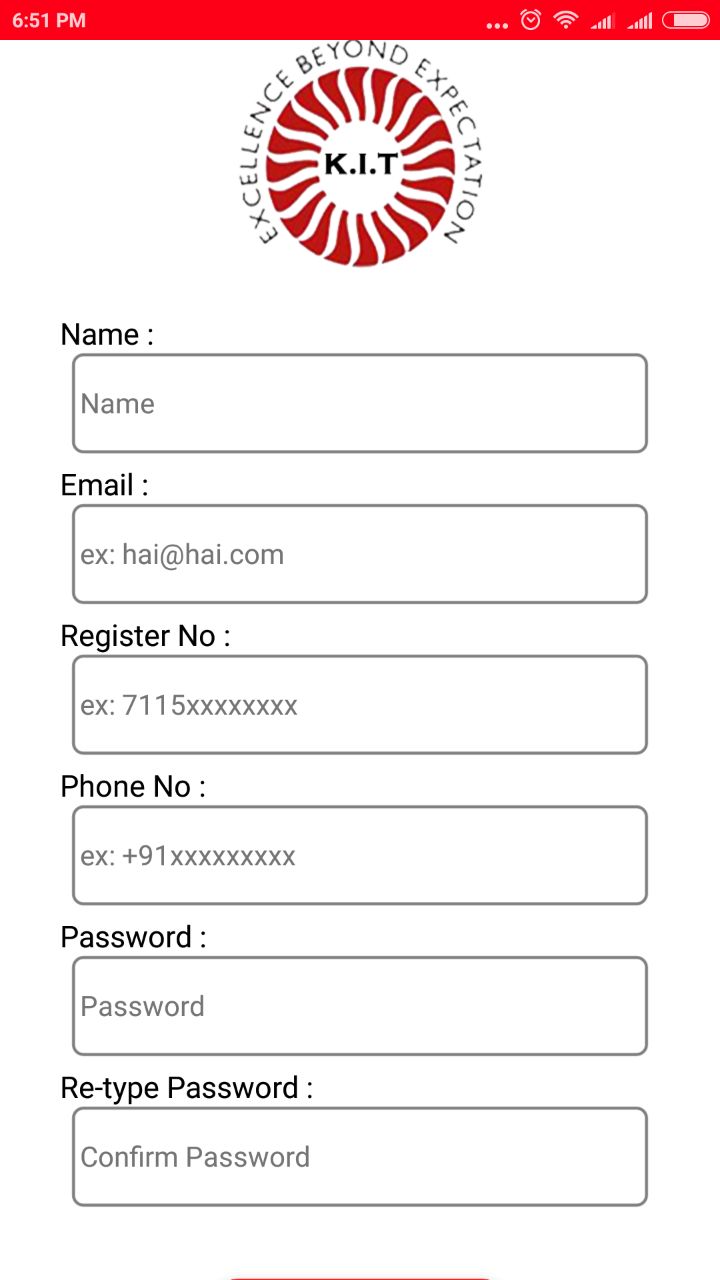 6:51 PM
EXCELLENCE BEYOND EXPECTATION
K.I.T
Name :
Name
Email :
ex: hai@hai.com
Register No :
ex: 7115xxxxxxxx
Phone No :
ex: +91xxxxxxxxx
Password :
Password
Re-type Password :
Confirm Password